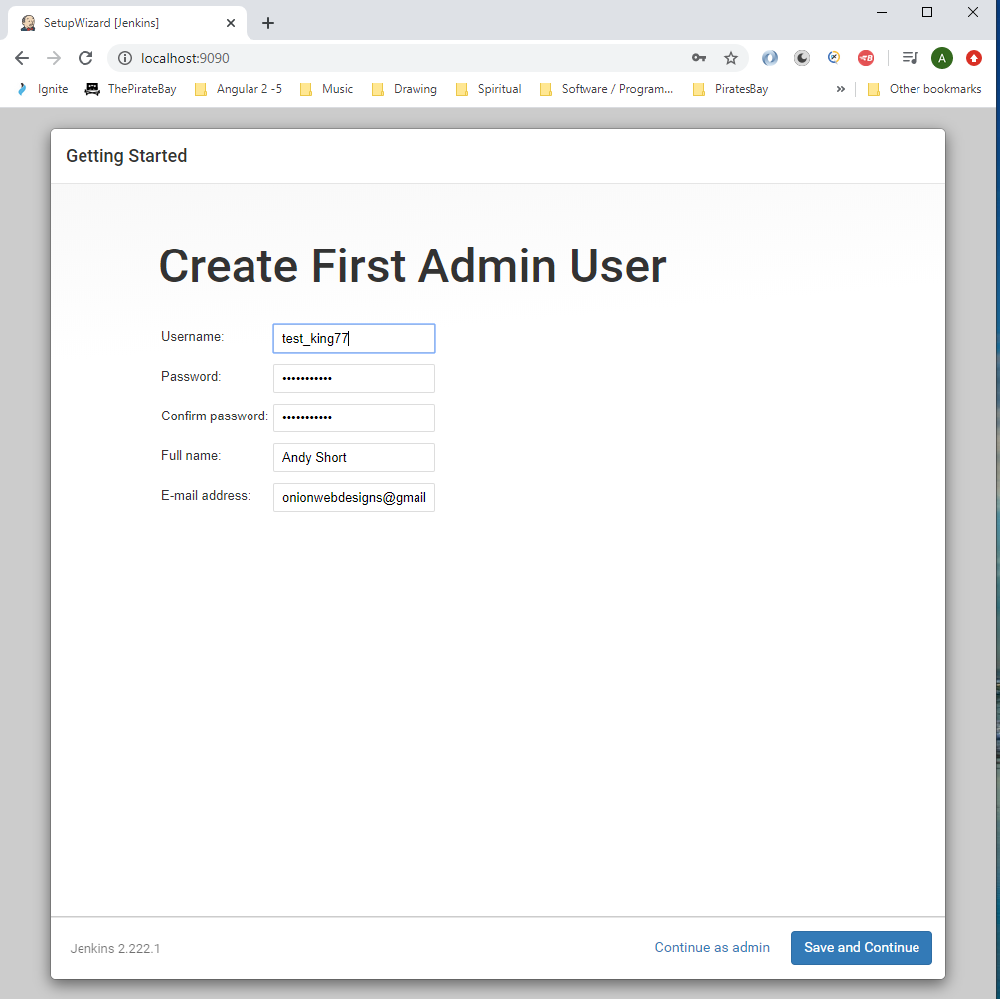 SetupWizard [Jenkins]
localhost:9090
A
Ignite ThePirateBay Angular 2 -5 Music Drawing Spiritual Software / Program... PiratesBay » Other bookmarks
Getting Started
Create First Admin User
Username: test_king77
Password: •••••••••••
Confirm password: •••••••••••
Full name: Andy Short
E-mail address: onionwebdesigns@gmail
Jenkins 2.222.1 Continue as admin Save and Continue